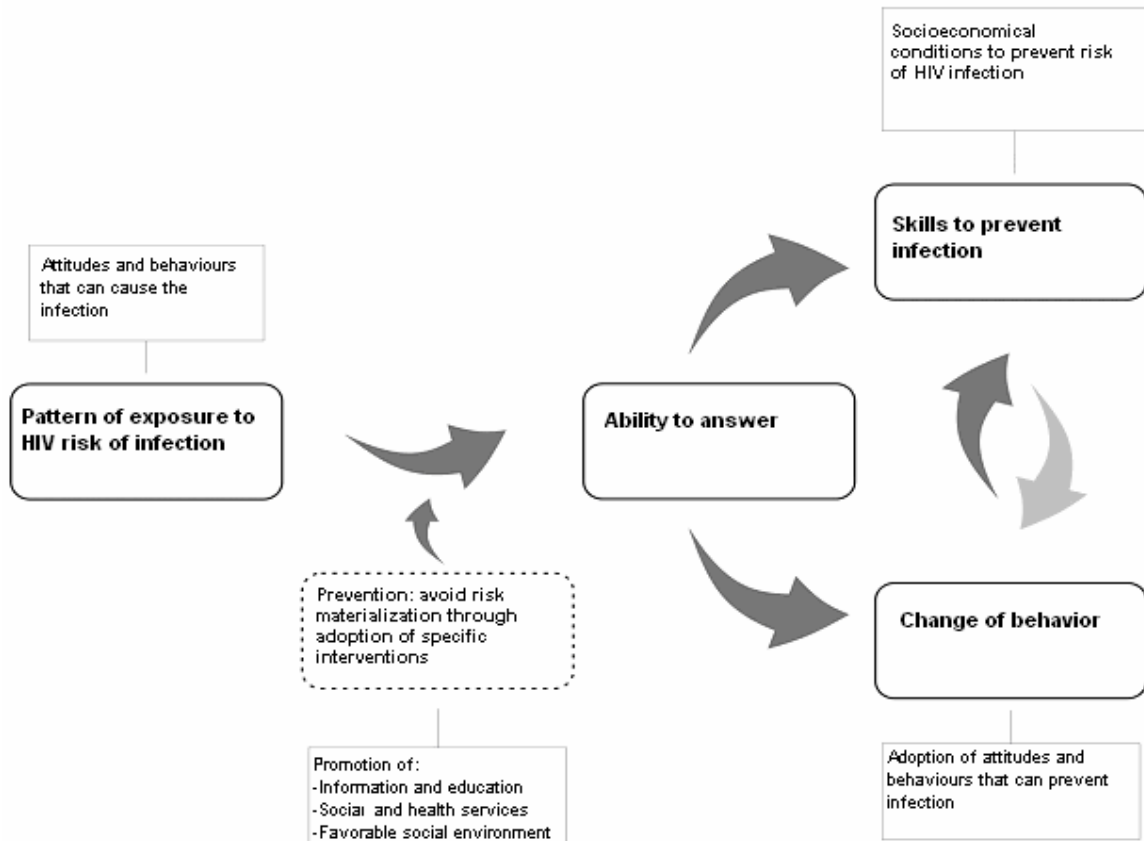 Socioeconomical
conditions to prevent risk
of HIV infection
Skills to prevent
infection
Attitudes and behaviours
that can cause the
infection
Pattern of exposure to
HIV risk of infection
Ability to answer
Prevention: avoid risk
materialization through
adoption of specific
interventions
Change of behavior
Promotion of:
-Information and education
-Social and health services
-Favorable social environment
Adoption of attitudes and
behaviours that can prevent
infection